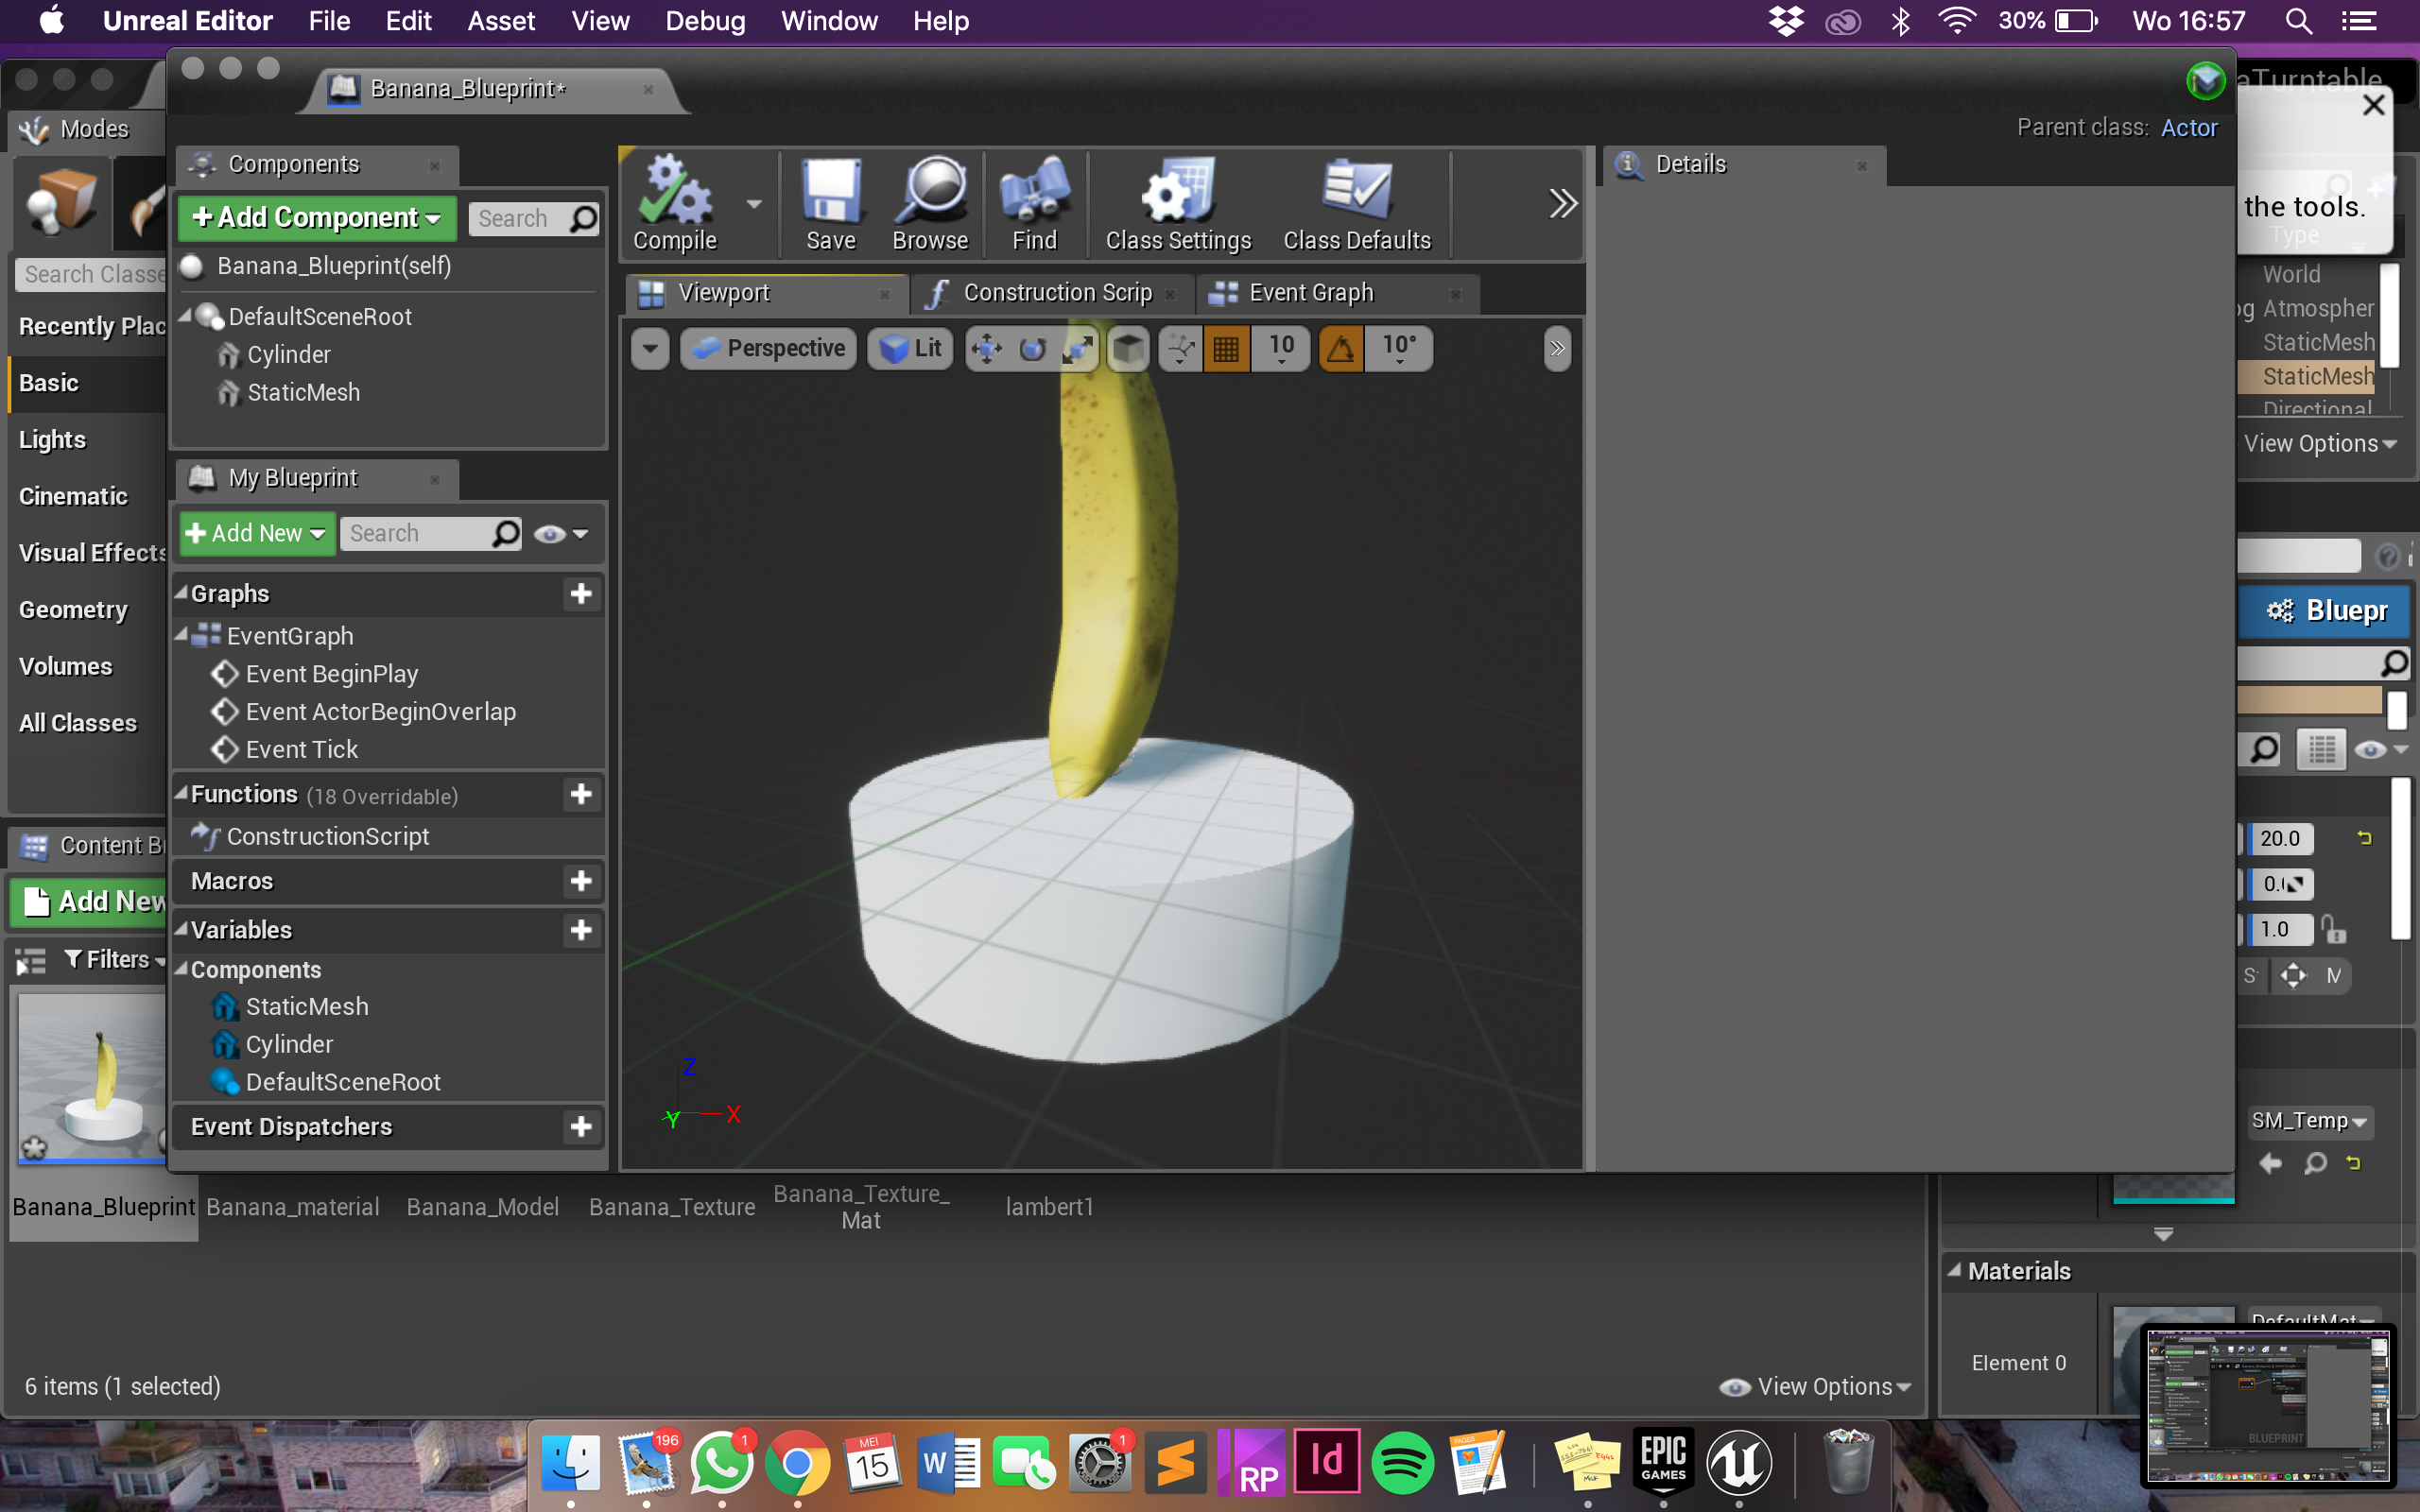 Unreal Editor File Edit Asset View Debug Window Help 30% Wo 16:57
Banana_Blueprint*
aTurntable
Parent class: Actor
Modes
Components
Details
+Add Component
Search
Compile
Save
Browse
Find
Class Settings
Class Defaults
the tools.
Type
Search Classe
Banana_Blueprint(self)
DefaultSceneRoot
Cylinder
StaticMesh
Viewport
Construction Scrip
Event Graph
Perspective
Lit
10
10°
World
og Atmospher
StaticMesh
StaticMesh
Directional
View Options
Recently Plac
Basic
Lights
Cinematic
Visual Effects
Geometry
Volumes
All Classes
My Blueprint
+ Add New
Search
Graphs
EventGraph
Event BeginPlay
Event ActorBeginOverlap
Event Tick
Functions (18 Overridable)
ConstructionScript
Macros
Variables
Components
StaticMesh
Cylinder
DefaultSceneRoot
Event Dispatchers
Z
Y
X
Bluepr
20.0
1.0
S
M
SM_Temp
Content B
Add New
Filters
Banana_Blueprint
Banana_material
Banana_Model
Banana_Texture
Banana_Texture_
Mat
lambert1
6 items (1 selected)
View Options
Materials
Element 0
DefaultMat
BLUEPRINT
196
1
MEI
15
W
1
RP
Id
PAGES
EPIC
GAMES